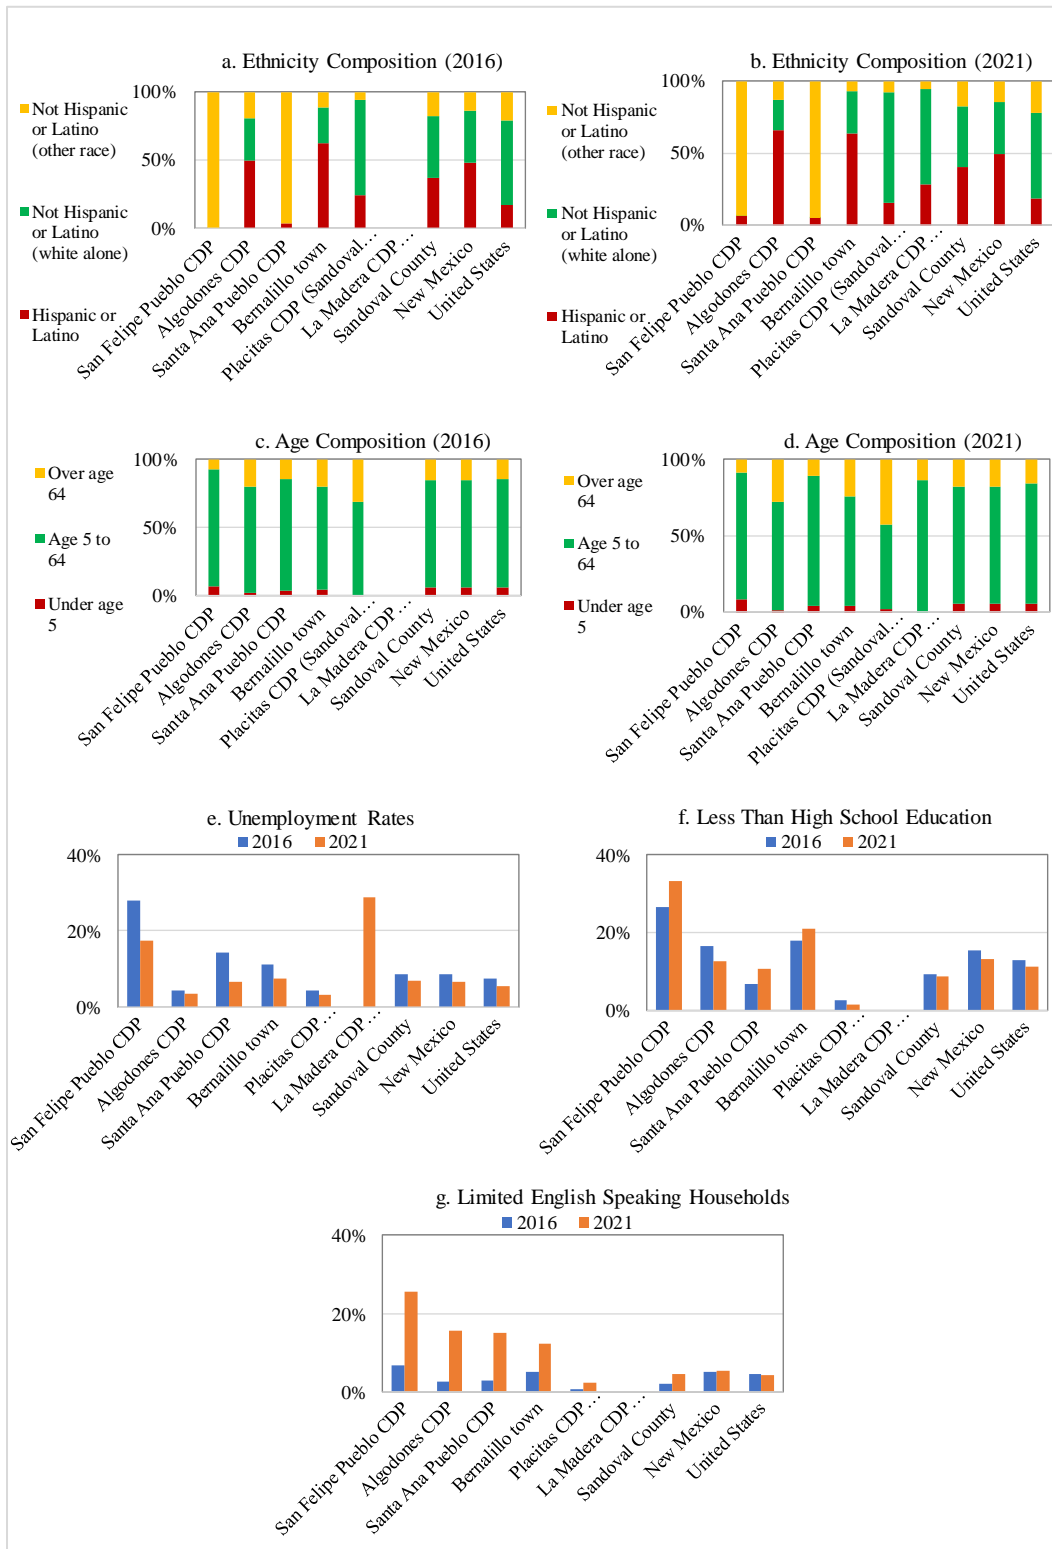 a. Ethnicity Composition (2016)
100%
50%
0%
Not Hispanic
or Latino
(other race)
Not Hispanic
or Latino
(white alone)
Hispanic or
Latino
San Felipe Pueblo CDP
Algodones CDP
Santa Ana Pueblo CDP
Bernalillo town
Placitas CDP (Sandoval…
La Madera CDP…
Sandoval County
New Mexico
United States
b. Ethnicity Composition (2021)
100%
50%
0%
Not Hispanic
or Latino
(other race)
Not Hispanic
or Latino
(white alone)
Hispanic or
Latino
San Felipe Pueblo CDP
Algodones CDP
Santa Ana Pueblo CDP
Bernalillo town
Placitas CDP (Sandoval…
La Madera CDP…
Sandoval County
New Mexico
United States
c. Age Composition (2016)
100%
50%
0%
Over age
64
Age 5 to
64
Under age
5
San Felipe Pueblo CDP
Algodones CDP
Santa Ana Pueblo CDP
Bernalillo town
Placitas CDP (Sandoval…
La Madera CDP…
Sandoval County
New Mexico
United States
d. Age Composition (2021)
100%
50%
0%
Over age
64
Age 5 to
64
Under age
5
San Felipe Pueblo CDP
Algodones CDP
Santa Ana Pueblo CDP
Bernalillo town
Placitas CDP (Sandoval…
La Madera CDP…
Sandoval County
New Mexico
United States
e. Unemployment Rates
2016 2021
40%
20%
0%
San Felipe Pueblo CDP
Algodones CDP
Santa Ana Pueblo CDP
Bernalillo town
Placitas CDP…
La Madera CDP…
Sandoval County
New Mexico
United States
f. Less Than High School Education
2016 2021
40%
20%
0%
San Felipe Pueblo CDP
Algodones CDP
Santa Ana Pueblo CDP
Bernalillo town
Placitas CDP…
La Madera CDP…
Sandoval County
New Mexico
United States
g. Limited English Speaking Households
2016 2021
40%
20%
0%
San Felipe Pueblo CDP
Algodones CDP
Santa Ana Pueblo CDP
Bernalillo town
Placitas CDP…
La Madera CDP…
Sandoval County
New Mexico
United States